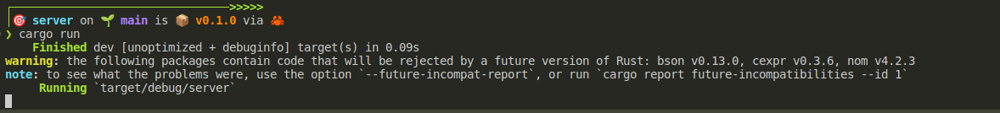 >>>>>
🎯 server on 🌱 main is 📦 v0.1.0 via 🦀
❯ cargo run
Finished dev [unoptimized + debuginfo] target(s) in 0.09s
warning: the following packages contain code that will be rejected by a future version of Rust: bson v0.13.0, cexpr v0.3.6, nom v4.2.3
note: to see what the problems were, use the option `--future-incompat-report`, or run `cargo report future-incompatibilities --id 1`
Running `target/debug/server`